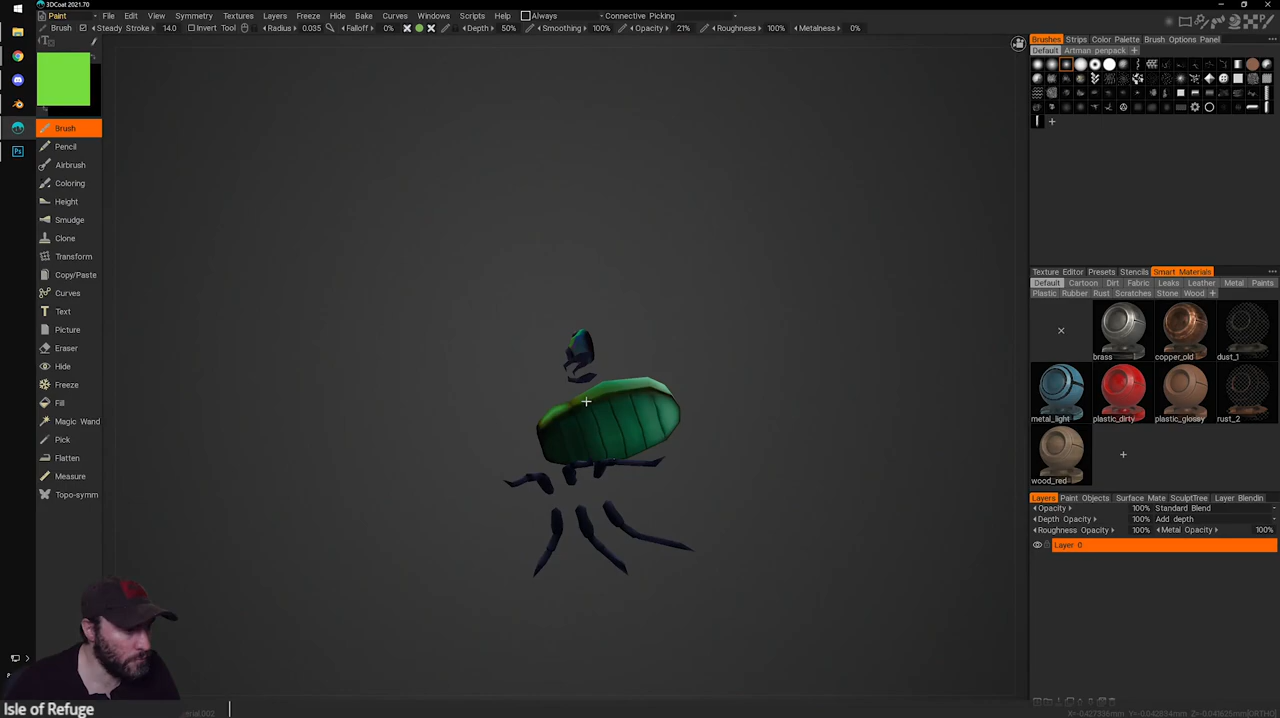 3DCoat 2021.70
Paint File Edit View Symmetry Textures Layers Freeze Hide Bake Curves Windows Scripts Help Always Connective Picking
Brush Steady Stroke 14.0 Invert Tool Radius 0.035 Falloff 0% Depth 50% Smoothing 100% Opacity 21% Roughness 100% Metalness 0%
Brush
Pencil
Airbrush
Coloring
Height
Smudge
Clone
Transform
Copy/Paste
Curves
Text
Picture
Eraser
Hide
Freeze
Fill
Magic Wand
Pick
Flatten
Measure
Topo-symm
Brushes Strips Color Palette Brush Options Panel
Default Artman penpack +
Texture Editor Presets Stencils Smart Materials
Default Cartoon Dirt Fabric Leaks Leather Metal Paints
Plastic Rubber Rust Scratches Stone Wood +
brass copper_old dust_1
metal_light plastic_dirty plastic_glossy rust_2
wood_red
Layers Paint Objects Surface Mate SculptTree Layer Blendin
Opacity 100% Standard Blend
Depth Opacity 100% Add depth
Roughness Opacity 100% Metal Opacity 100%
Layer 0
Isle of Refuge